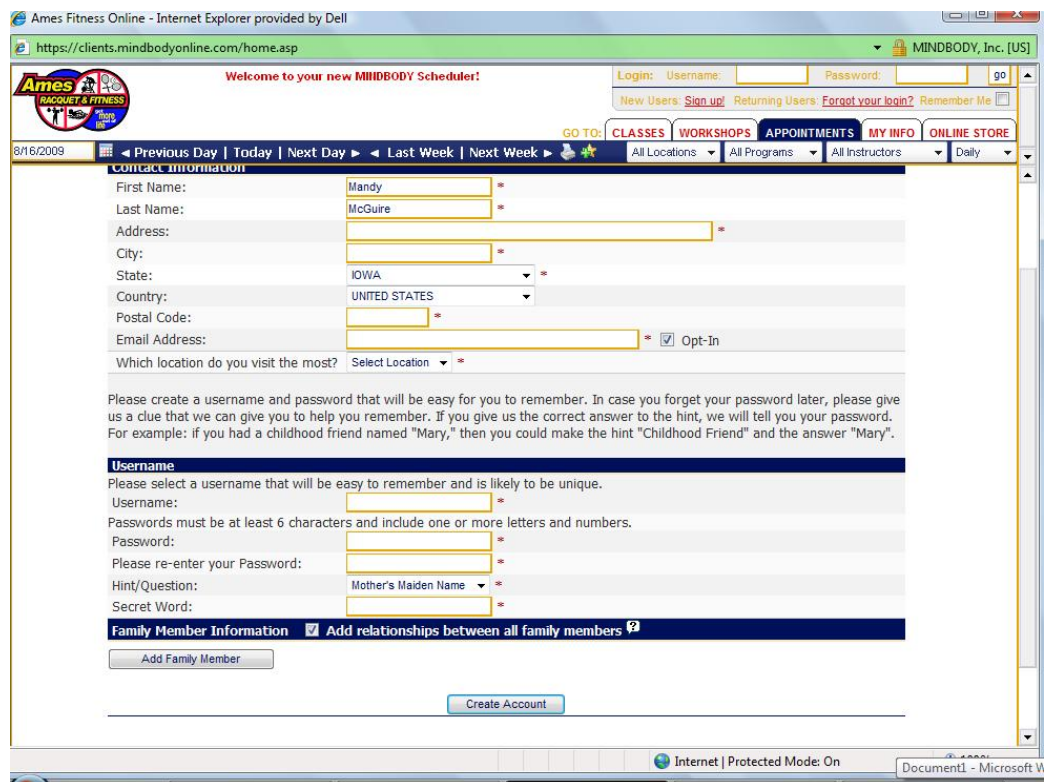 Ames Fitness Online - Internet Explorer provided by Dell
https://clients.mindbodyonline.com/home.asp MINDBODY, Inc. [US]
Ames
RACQUET & FITNESS
more
Welcome to your new MINDBODY Scheduler!
Login: Username: Password: go
New Users: Sign up! Returning Users: Forgot your login? Remember Me
GO TO: CLASSES WORKSHOPS APPOINTMENTS MY INFO ONLINE STORE
8/16/2009 ◄ Previous Day | Today | Next Day ► ◄ Last Week | Next Week ► All Locations All Programs All Instructors Daily
Contact Information
First Name: Mandy *
Last Name: McGuire *
Address: *
City: *
State: IOWA *
Country: UNITED STATES
Postal Code: *
Email Address: * Opt-In
Which location do you visit the most? Select Location *
Please create a username and password that will be easy for you to remember. In case you forget your password later, please give
us a clue that we can give you to help you remember. If you give us the correct answer to the hint, we will tell you your password.
For example: if you had a childhood friend named "Mary," then you could make the hint "Childhood Friend" and the answer "Mary".
Username
Please select a username that will be easy to remember and is likely to be unique.
Username: *
Passwords must be at least 6 characters and include one or more letters and numbers.
Password: *
Please re-enter your Password: *
Hint/Question: Mother's Maiden Name *
Secret Word: *
Family Member Information Add relationships between all family members ?
Add Family Member
Create Account
Internet | Protected Mode: On
Document1 - Microsoft W